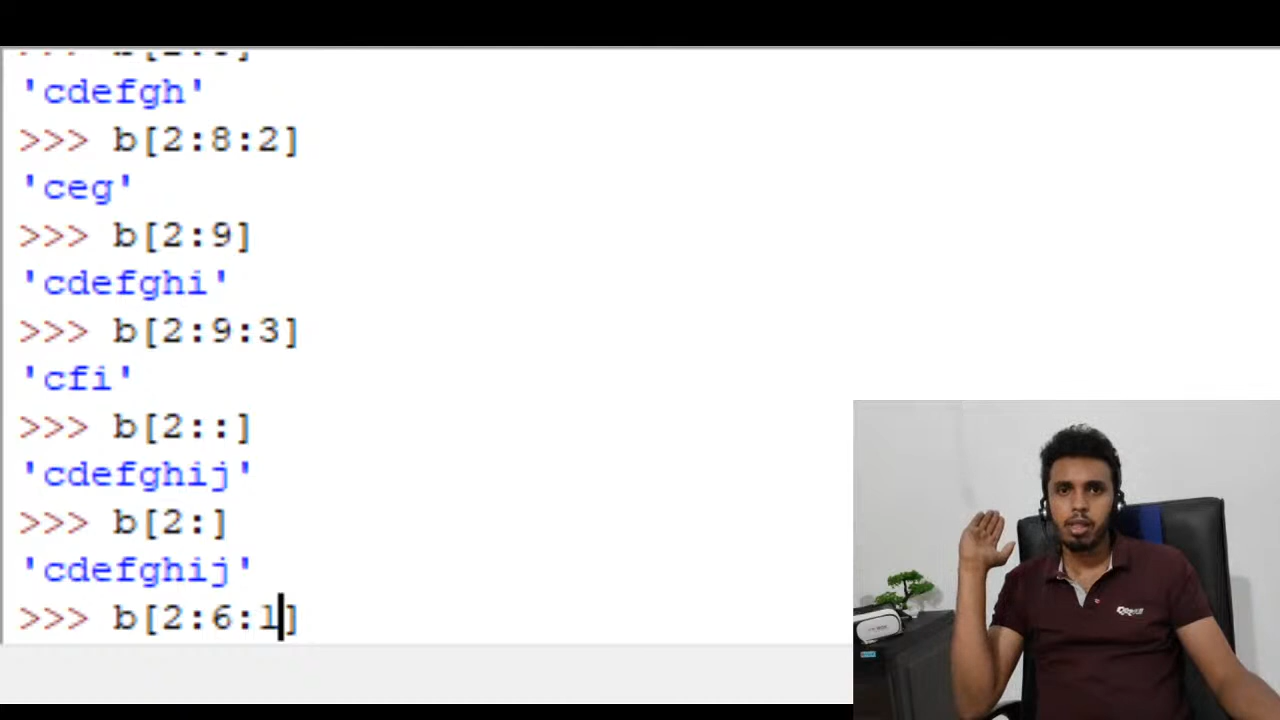 'cdefgh'
>>> b[2:8:2]
'ceg'
>>> b[2:9]
'cdefghi'
>>> b[2:9:3]
'cfi'
>>> b[2::]
'cdefghij'
>>> b[2:]
'cdefghij'
>>> b[2:6:1]